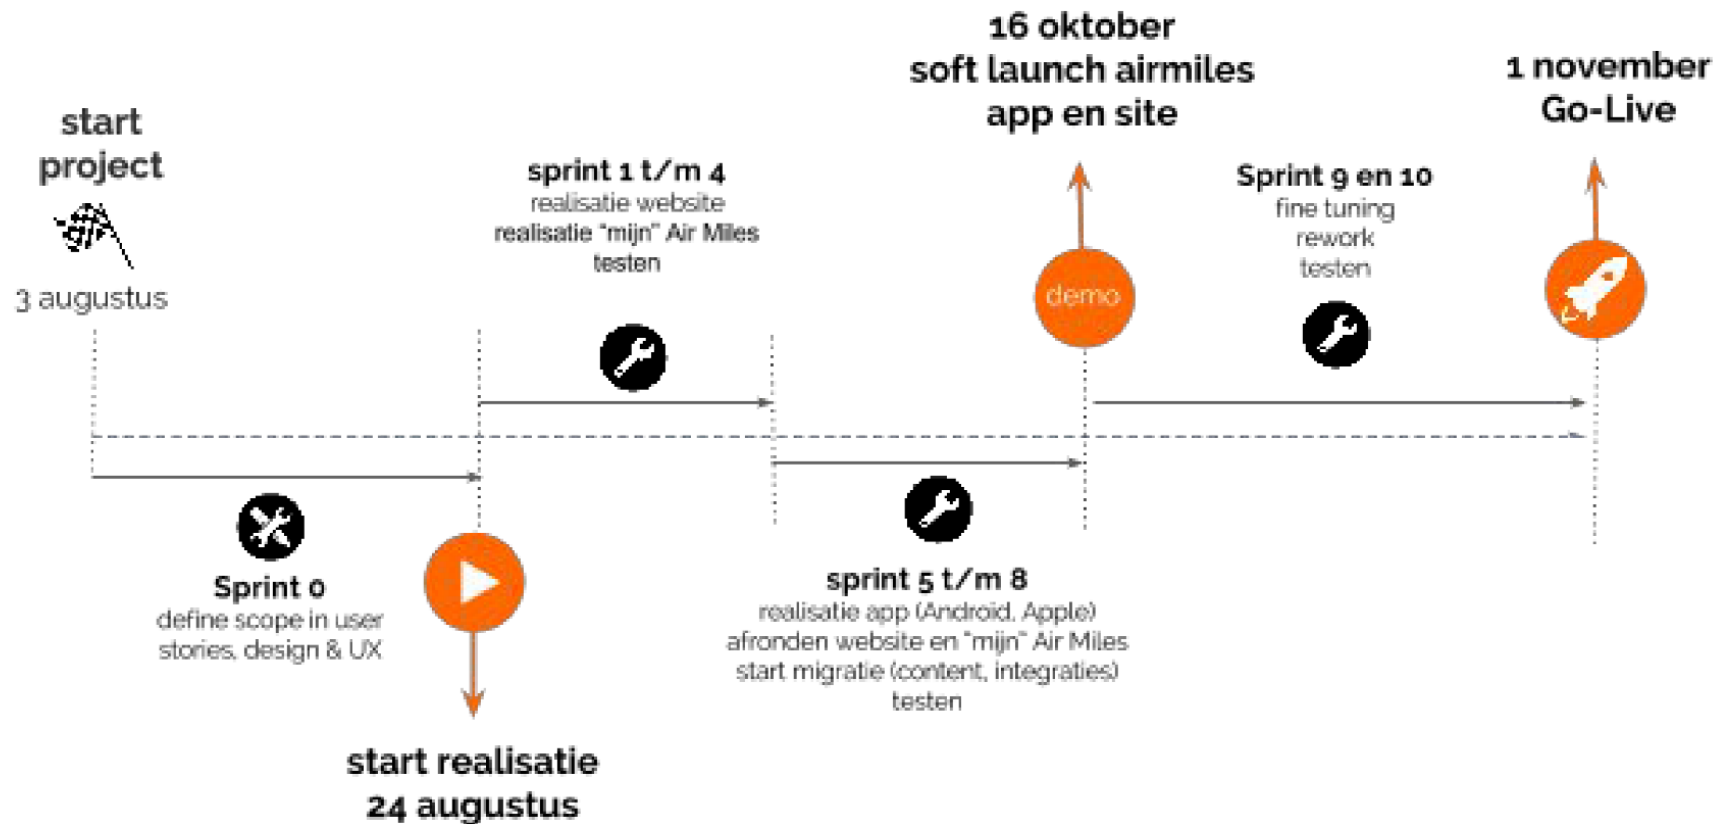 start
project
3 augustus
sprint 1 t/m 4
realisatie website
realisatie "mijn" Air Miles
testen
16 oktober
soft launch airmiles
app en site
demo
Sprint 9 en 10
fine tuning
rework
testen
1 november
Go-Live
Sprint 0
define scope in user
stories, design & UX
start realisatie
24 augustus
sprint 5 t/m 8
realisatie app (Android, Apple)
afronden website en "mijn" Air Miles
start migratie (content, integraties)
testen